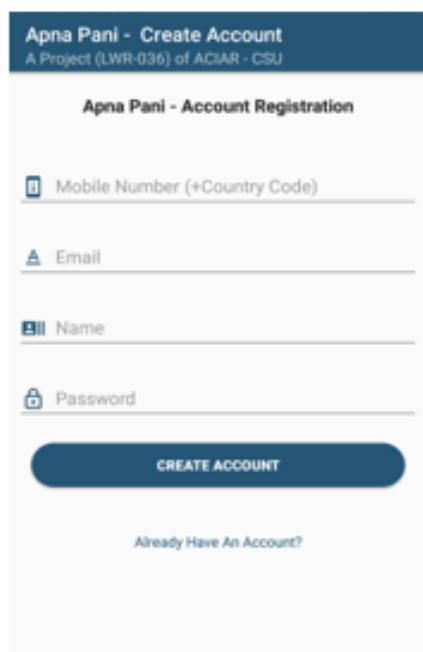 Apna Pani - Create Account
A Project (LWR-036) of ACIAR - CSU
Apna Pani - Account Registration
Mobile Number (+Country Code)
Email
Name
Password
CREATE ACCOUNT
Already Have An Account?